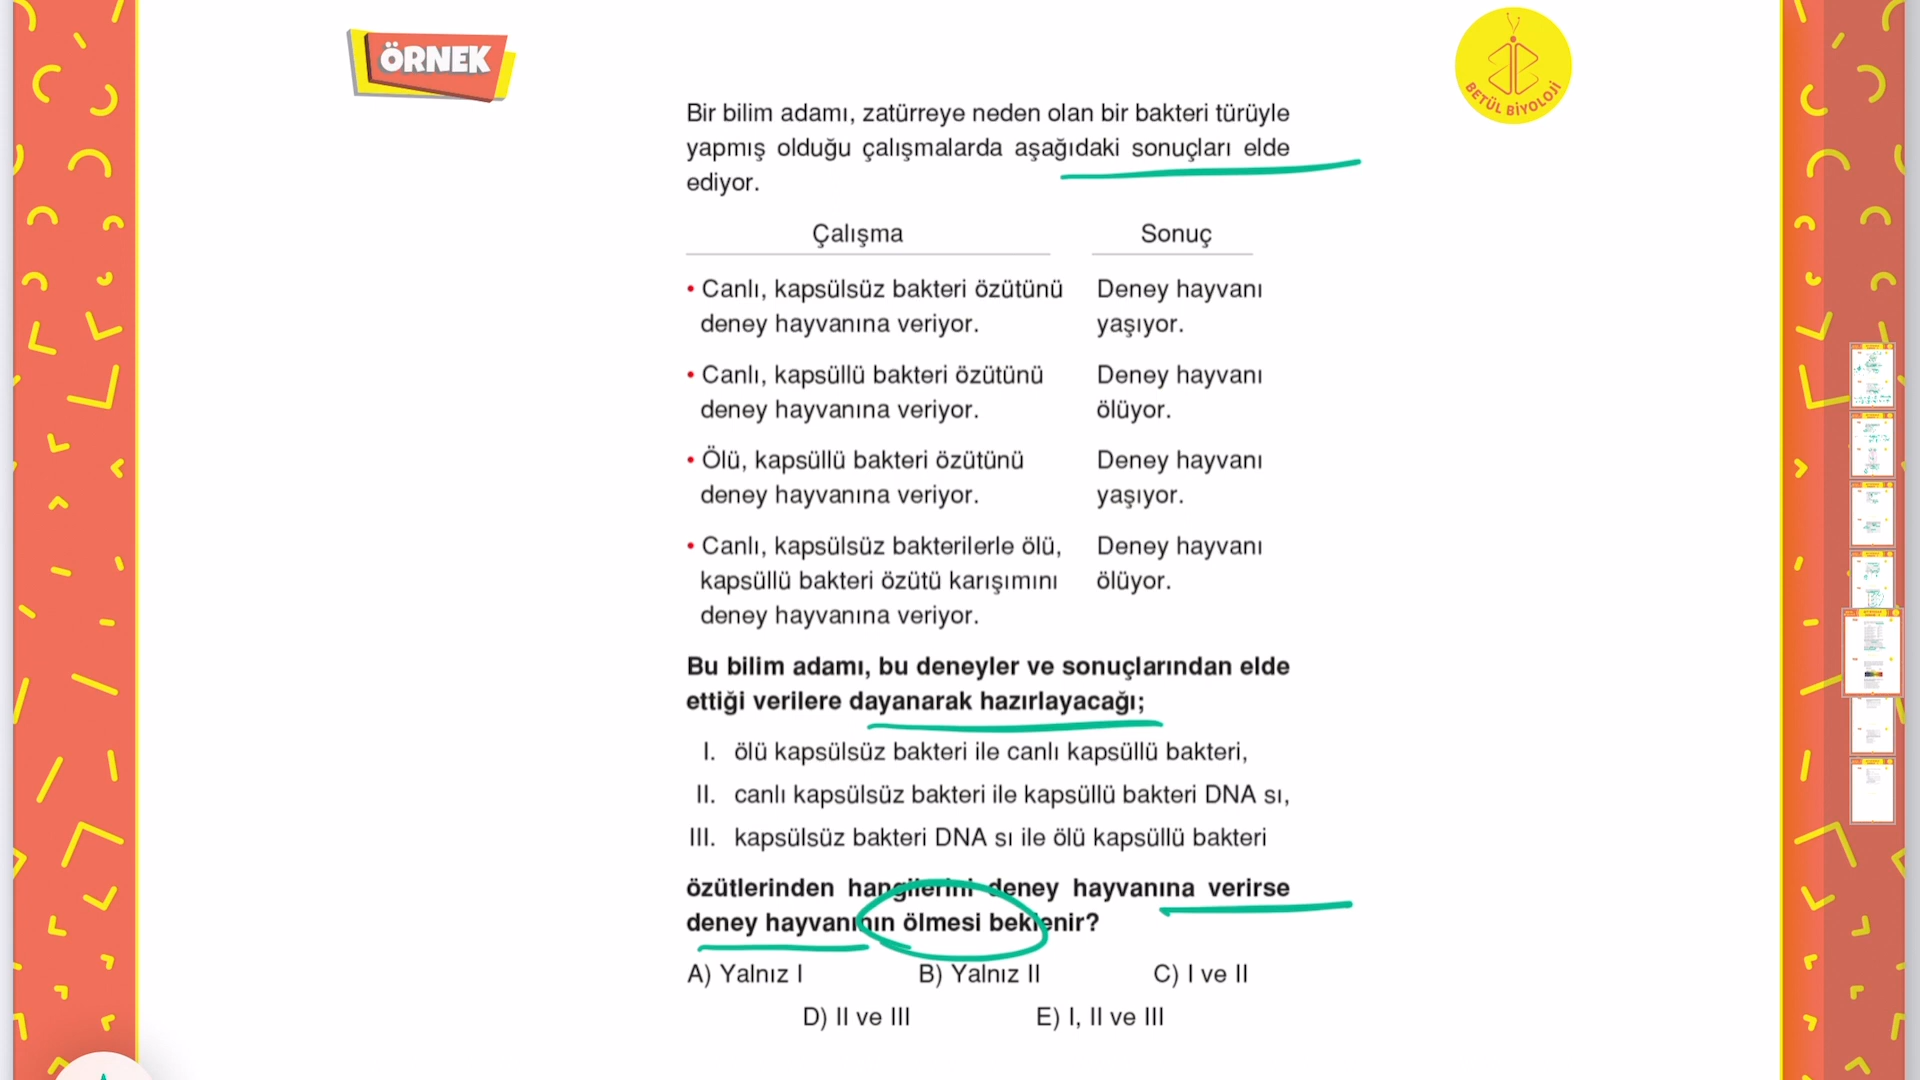 ÖRNEK
BETÜL BİYOLOJİ
Bir bilim adamı, zatürreye neden olan bir bakteri türüyle
yapmış olduğu çalışmalarda aşağıdaki sonuçları elde
ediyor.
Çalışma Sonuç
• Canlı, kapsülsüz bakteri özütünü Deney hayvanı
deney hayvanına veriyor. yaşıyor.
• Canlı, kapsüllü bakteri özütünü Deney hayvanı
deney hayvanına veriyor. ölüyor.
• Ölü, kapsüllü bakteri özütünü Deney hayvanı
deney hayvanına veriyor. yaşıyor.
• Canlı, kapsülsüz bakterilerle ölü, Deney hayvanı
kapsüllü bakteri özütü karışımını ölüyor.
deney hayvanına veriyor.
Bu bilim adamı, bu deneyler ve sonuçlarından elde
ettiği verilere dayanarak hazırlayacağı;
I. ölü kapsülsüz bakteri ile canlı kapsüllü bakteri,
II. canlı kapsülsüz bakteri ile kapsüllü bakteri DNA sı,
III. kapsülsüz bakteri DNA sı ile ölü kapsüllü bakteri
özütlerinden hangilerini deney hayvanına verirse
deney hayvanının ölmesi beklenir?
A) Yalnız I B) Yalnız II C) I ve II
D) II ve III E) I, II ve III